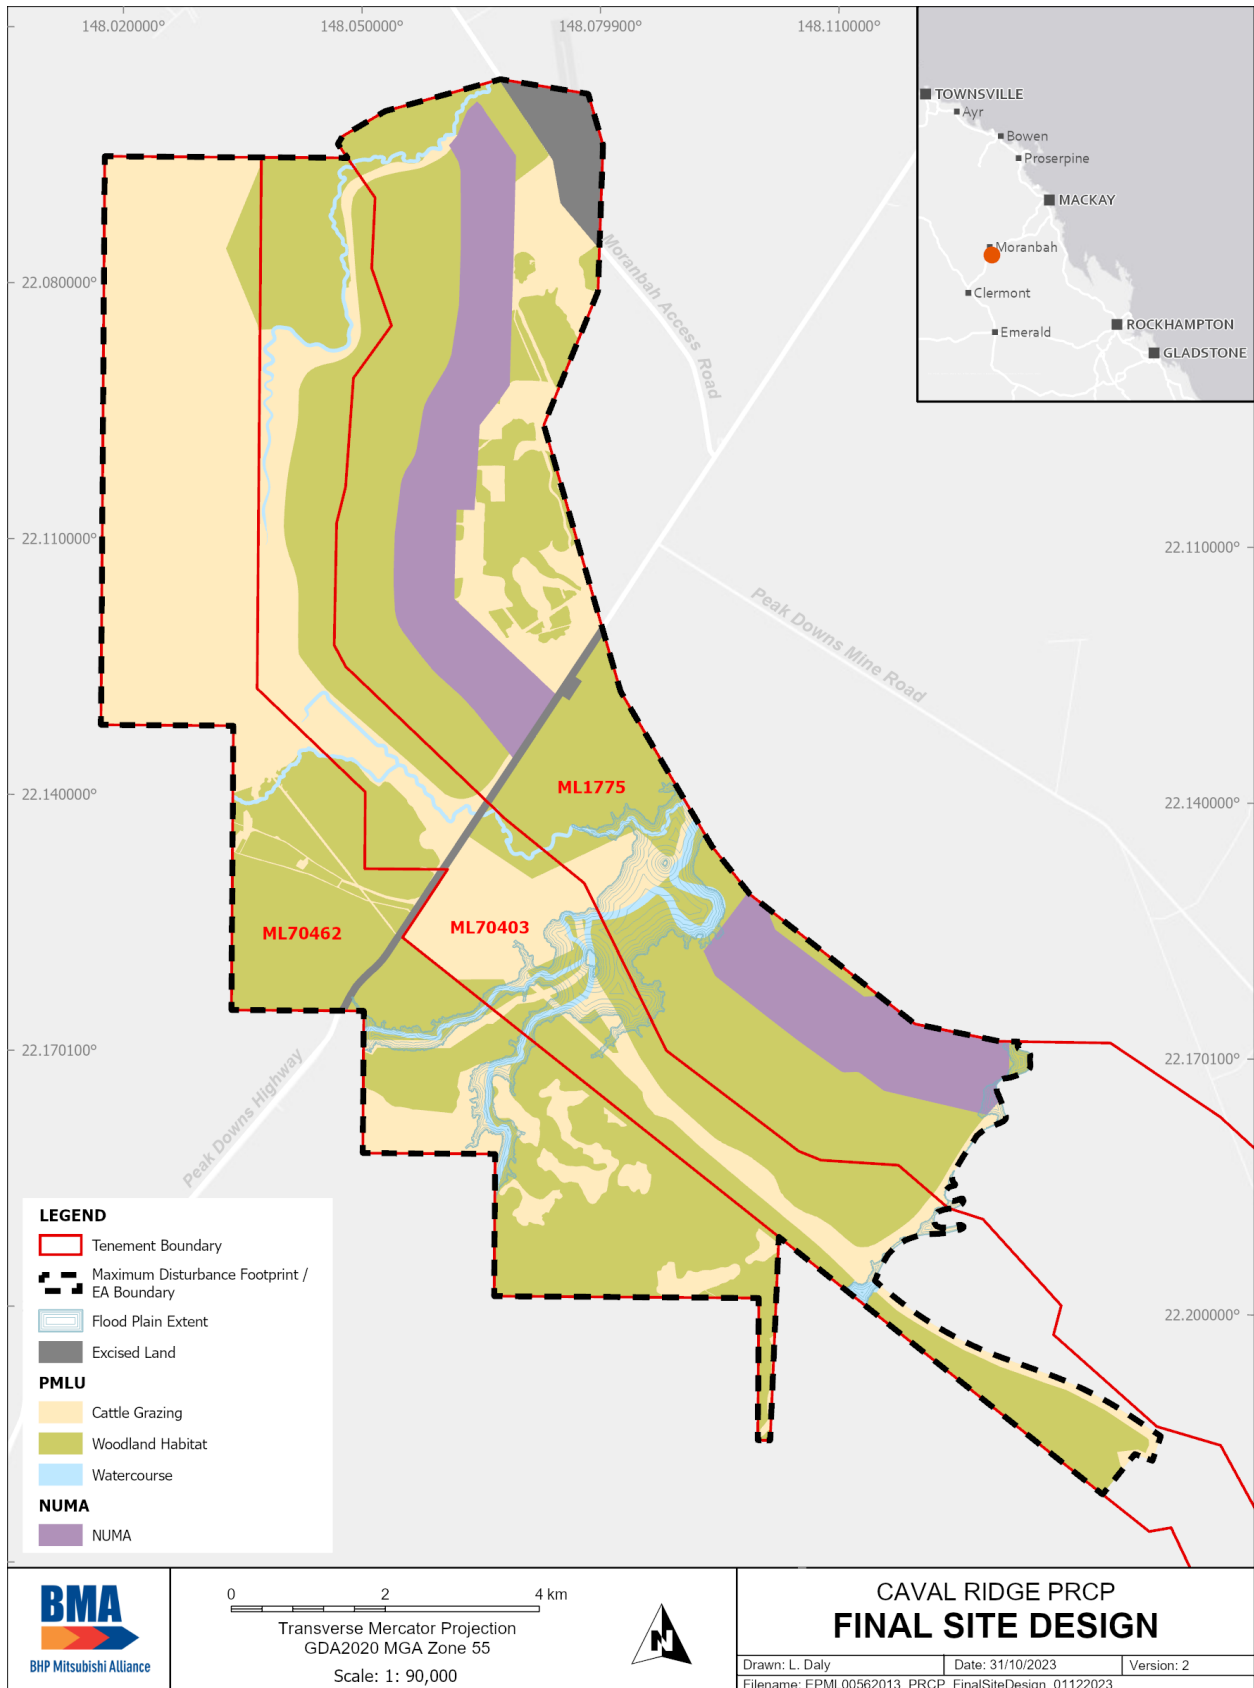 148.020000°
148.050000°
148.079900°
148.110000°
TOWNSVILLE
Ayr
Bowen
Proserpine
MACKAY
Moranbah
Clermont
Emerald
ROCKHAMPTON
GLADSTONE
22.080000°
Moranbah Access Road
22.110000°
22.110000°
Peak Downs Mine Road
22.140000°
22.140000°
ML1775
ML70462
ML70403
22.170100°
22.170100°
Peak Downs Highway
22.200000°
LEGEND
Tenement Boundary
Maximum Disturbance Footprint /
EA Boundary
Flood Plain Extent
Excised Land
PMLU
Cattle Grazing
Woodland Habitat
Watercourse
NUMA
NUMA
BMA
BHP Mitsubishi Alliance
0 2 4 km
Transverse Mercator Projection
GDA2020 MGA Zone 55
Scale: 1: 90,000
N
CAVAL RIDGE PRCP
FINAL SITE DESIGN
Drawn: L. Daly
Date: 31/10/2023
Version: 2
Filename: EPML00562013_PRCP_FinalSiteDesign_01122023